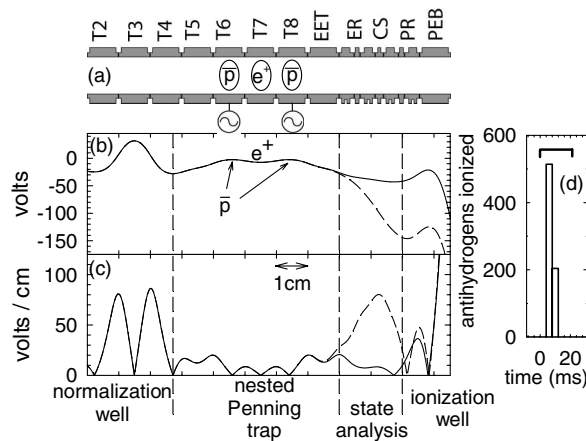 T2 T3 T4 T5 T6 T7 T8 EET ER CS PR PEB
(a) p̅ e⁺ p̅
(b) e⁺
p̅
volts
0
-50
-100
-150
(c)
1cm
volts / cm
100
50
0
normalization well
nested Penning trap
state analysis
ionization well
(d)
antihydrogens ionized
600
400
200
0
0 20
time (ms)